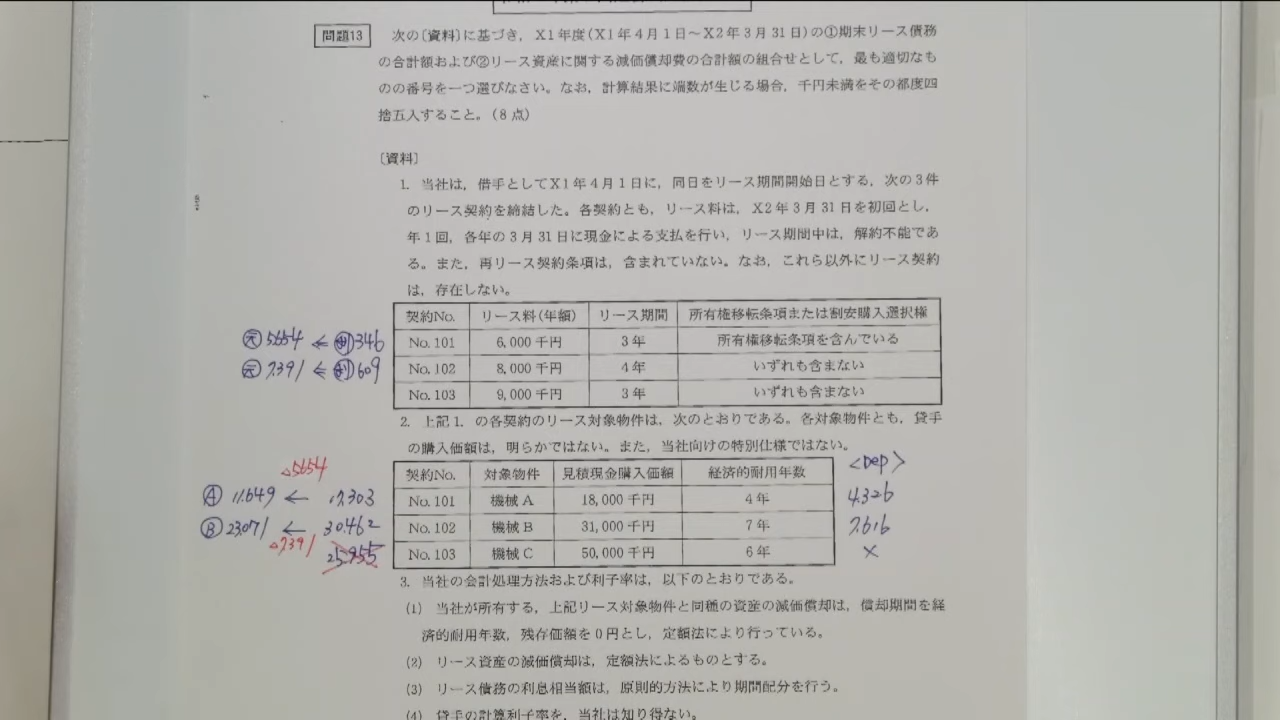 問題13 次の〔資料〕に基づき，X1年度(X1年4月1日～X2年3月31日)の①期末リース債務
の合計額および②リース資産に関する減価償却費の合計額の組合せとして，最も適切なも
のの番号を一つ選びなさい。なお，計算結果に端数が生じる場合，千円未満をその都度四
捨五入すること。（8点）
〔資料〕
1. 当社は，借手としてX1年4月1日に，同日をリース期間開始日とする，次の3件
のリース契約を締結した。各契約とも，リース料は，X2年3月31日を初回とし，
年1回，各年の3月31日に現金による支払を行い，リース期間中は，解約不能であ
る。また，再リース契約条項は，含まれていない。なお，これら以外にリース契約
は，存在しない。
契約No. リース料(年額) リース期間 所有権移転条項または割安購入選択権
元 5654 ← 利 346 No. 101 6,000千円 3年 所有権移転条項を含んでいる
元 7391 ← 利 609 No. 102 8,000千円 4年 いずれも含まない
No. 103 9,000千円 3年 いずれも含まない
2. 上記1. の各契約のリース対象物件は，次のとおりである。各対象物件とも，貸手
の購入価額は，明らかではない。また，当社向けの特別仕様ではない。
△5654 契約No. 対象物件 見積現金購入価額 経済的耐用年数 <Dep>
Ⓐ 11.649 ← 17.303 No. 101 機械A 18,000千円 4年 4.326
Ⓑ 23.071 ← 30.462 No. 102 機械B 31,000千円 7年 7.616
△7391 25.955 No. 103 機械C 50,000千円 6年 ×
3. 当社の会計処理方法および利子率は，以下のとおりである。
(1) 当社が所有する，上記リース対象物件と同種の資産の減価償却は，償却期間を経
済的耐用年数，残存価額を0円とし，定額法により行っている。
(2) リース資産の減価償却は，定額法によるものとする。
(3) リース債務の利息相当額は，原則的方法により期間配分を行う。
(4) 貸手の計算利子率を，当社は知り得ない。